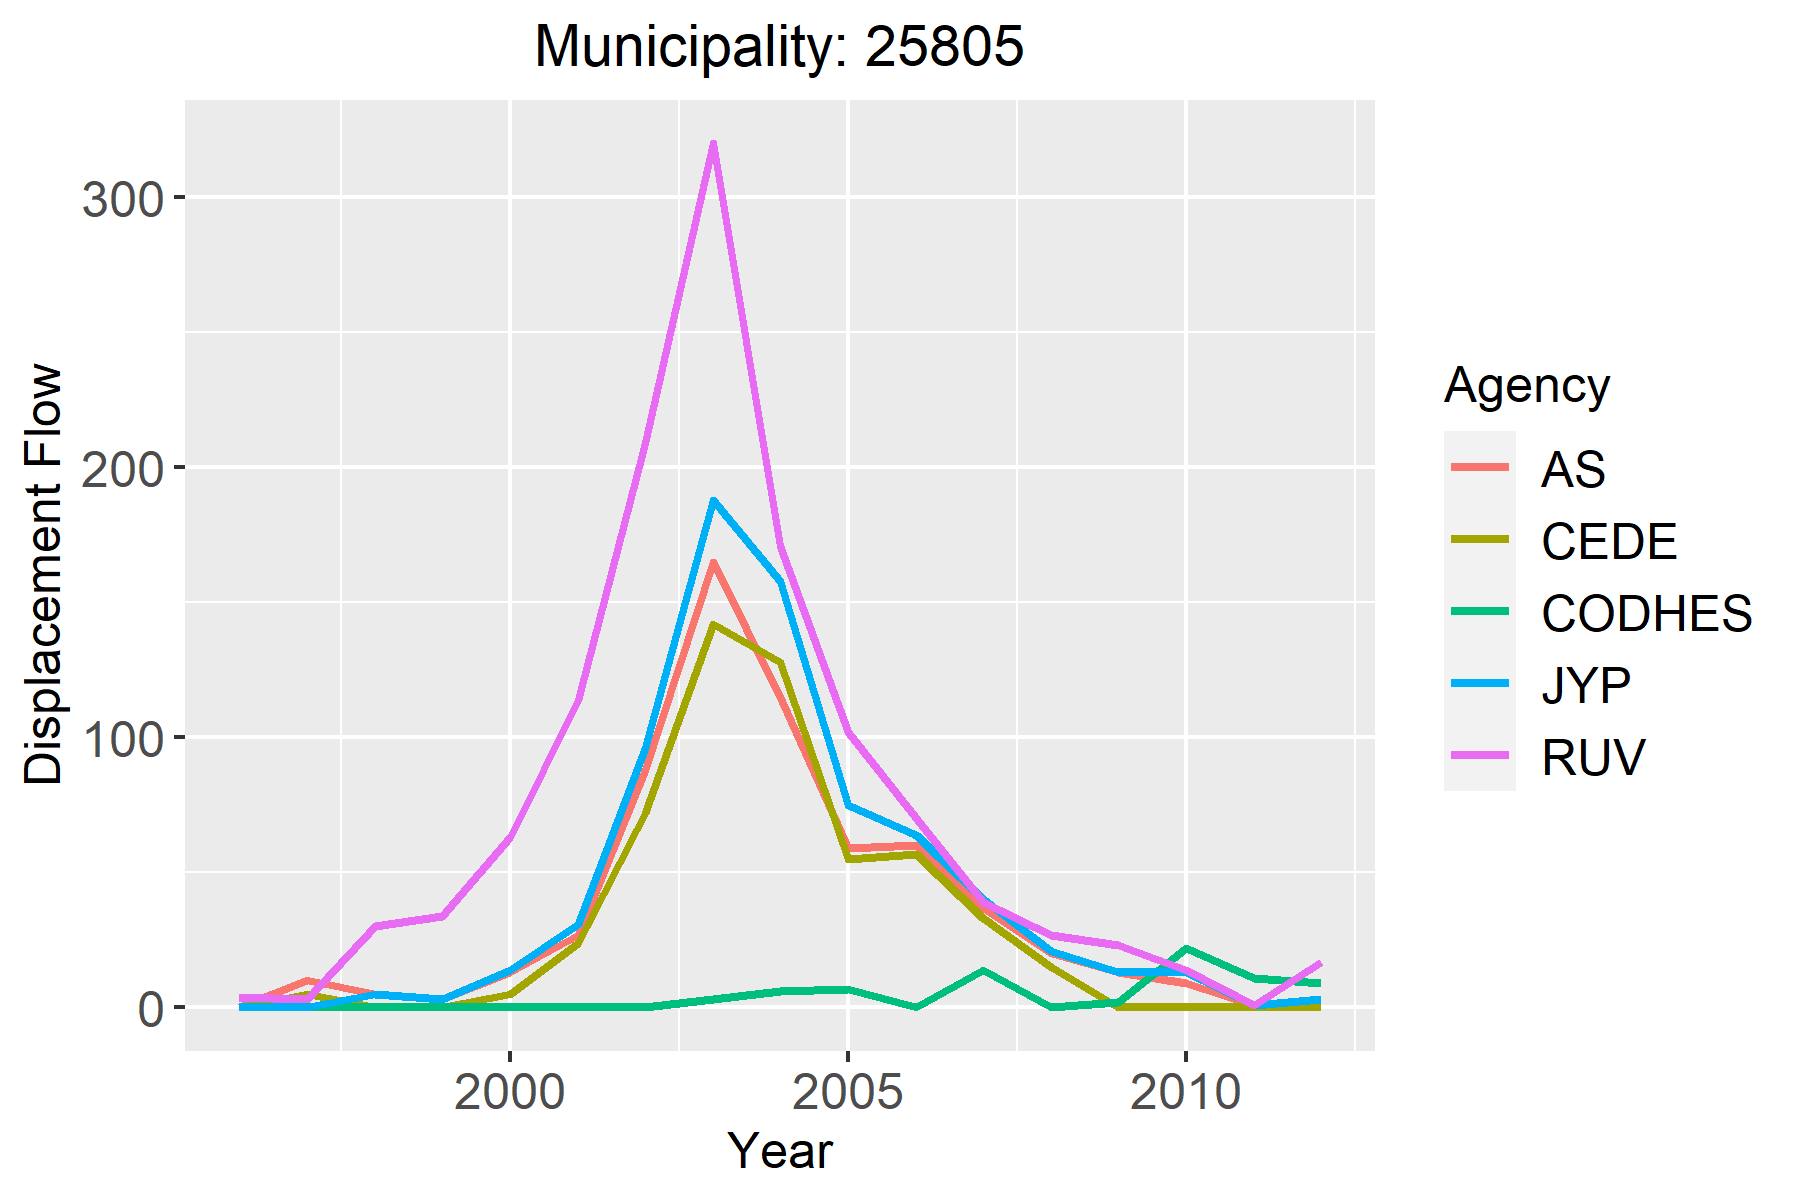 Municipality: 25805
300
200
100
0
Displacement Flow
2000 2005 2010
Year
Agency
AS
CEDE
CODHES
JYP
RUV